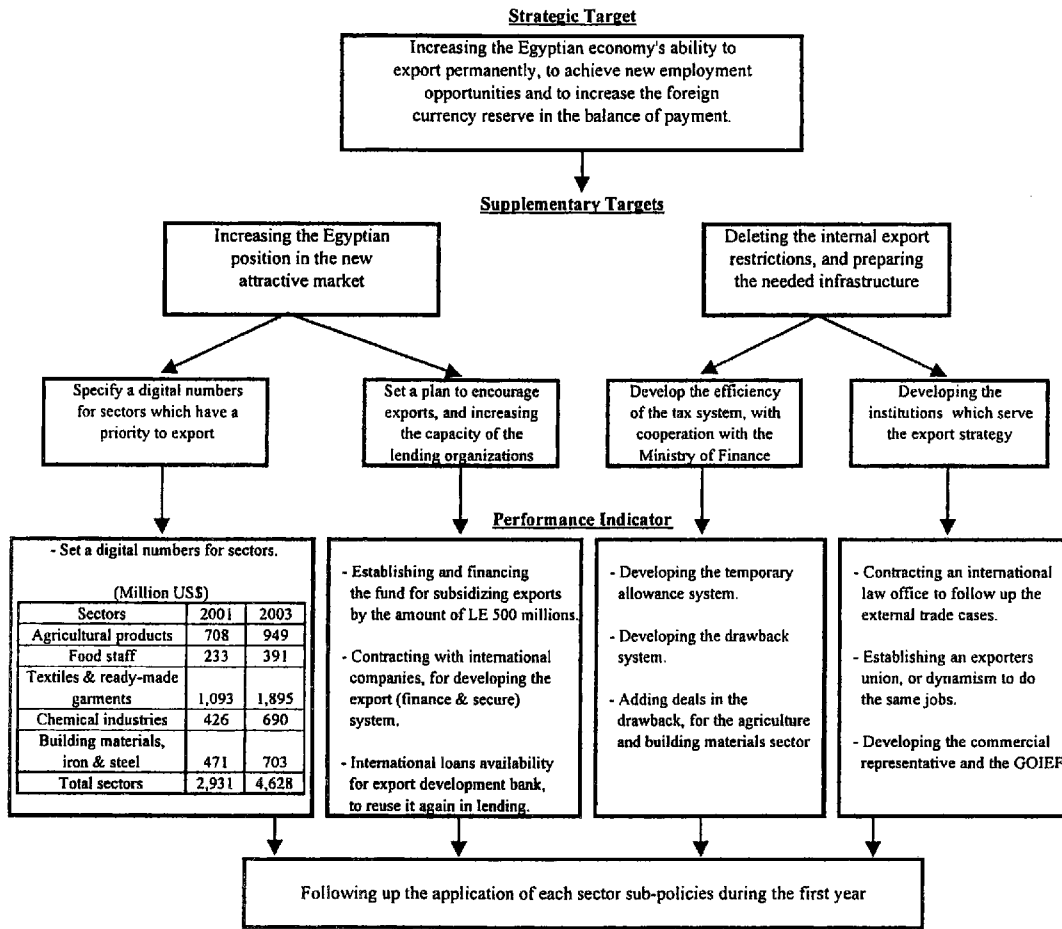 Strategic Target
Increasing the Egyptian economy's ability to
export permanently, to achieve new employment
opportunities and to increase the foreign
currency reserve in the balance of payment.
Supplementary Targets
Increasing the Egyptian
position in the new
attractive market
Deleting the internal export
restrictions, and preparing
the needed infrastructure
Specify a digital numbers
for sectors which have a
priority to export
Set a plan to encourage
exports, and increasing
the capacity of the
lending organizations
Develop the efficiency
of the tax system, with
cooperation with the
Ministry of Finance
Developing the
institutions which serve
the export strategy
Performance Indicator
- Set a digital numbers for sectors.
(Million US$)
Sectors 2001 2003
Agricultural products 708 949
Food staff 233 391
Textiles & ready-made
garments 1,093 1,895
Chemical industries 426 690
Building materials,
iron & steel 471 703
Total sectors 2,931 4,628
- Establishing and financing
the fund for subsidizing exports
by the amount of LE 500 millions.
- Contracting with international
companies, for developing the
export (finance & secure)
system.
- International loans availability
for export development bank,
to reuse it again in lending.
- Developing the temporary
allowance system.
- Developing the drawback
system.
- Adding deals in the
drawback, for the agriculture
and building materials sector
- Contracting an international
law office to follow up the
external trade cases.
- Establishing an exporters
union, or dynamism to do
the same jobs.
- Developing the commercial
representative and the GOIEF
Following up the application of each sector sub-policies during the first year